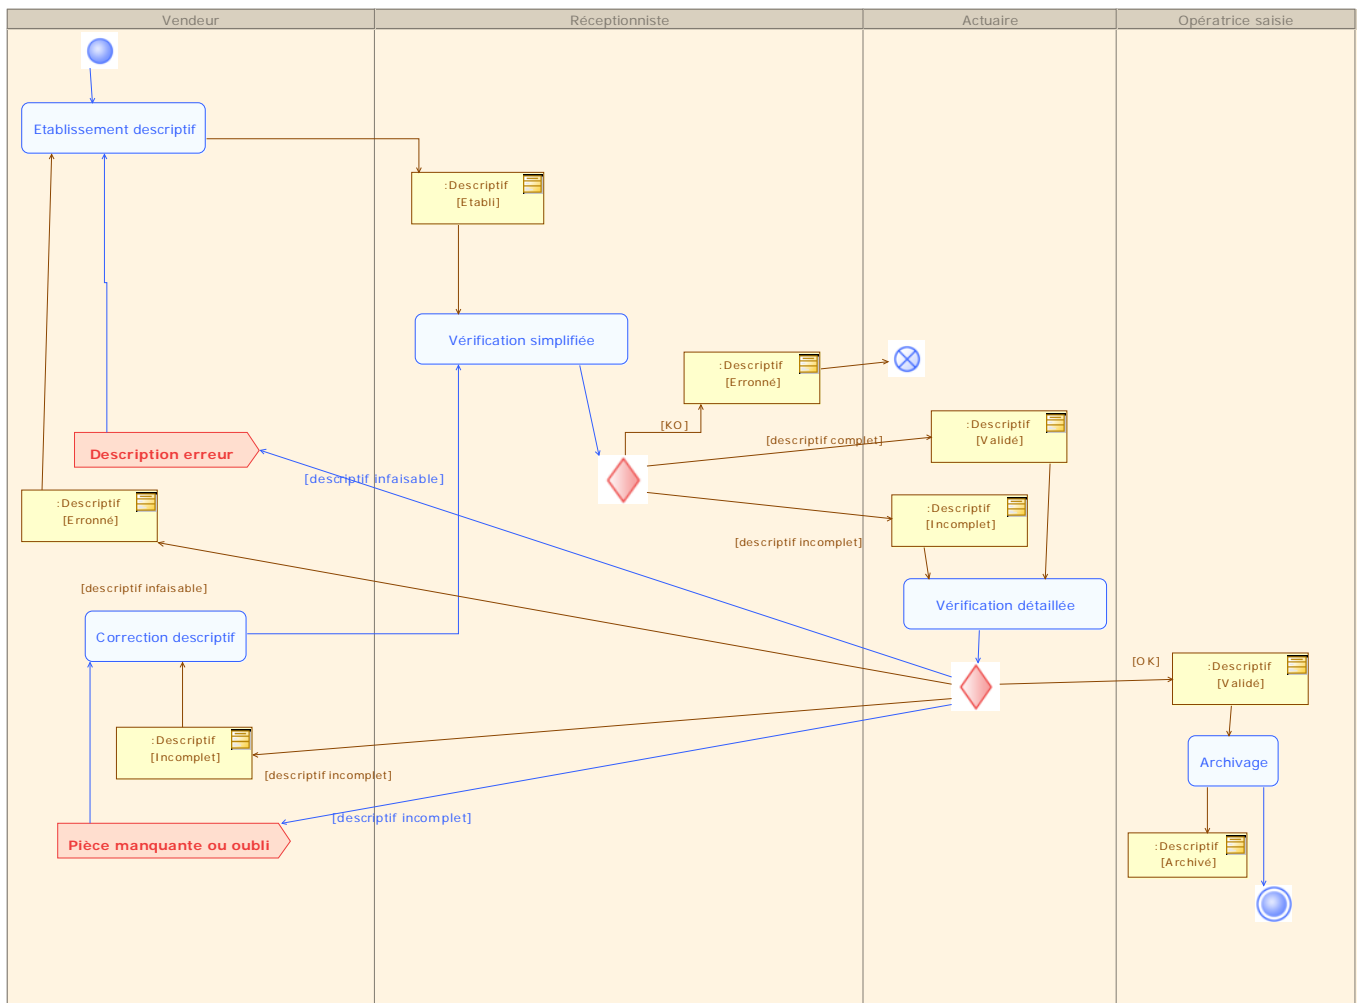 Vendeur
Réceptionniste
Actuaire
Opératrice saisie
Etablissement descriptif
:Descriptif
[Etabli]
Vérification simplifiée
:Descriptif
[Erronné]
[KO]
[descriptif complet]
:Descriptif
[Validé]
Description erreur
[descriptif infaisable]
:Descriptif
[Erronné]
:Descriptif
[Incomplet]
[descriptif incomplet]
[descriptif infaisable]
Vérification détaillée
Correction descriptif
[OK]
:Descriptif
[Validé]
:Descriptif
[Incomplet]
[descriptif incomplet]
Archivage
[descriptif incomplet]
Pièce manquante ou oubli
:Descriptif
[Archivé]